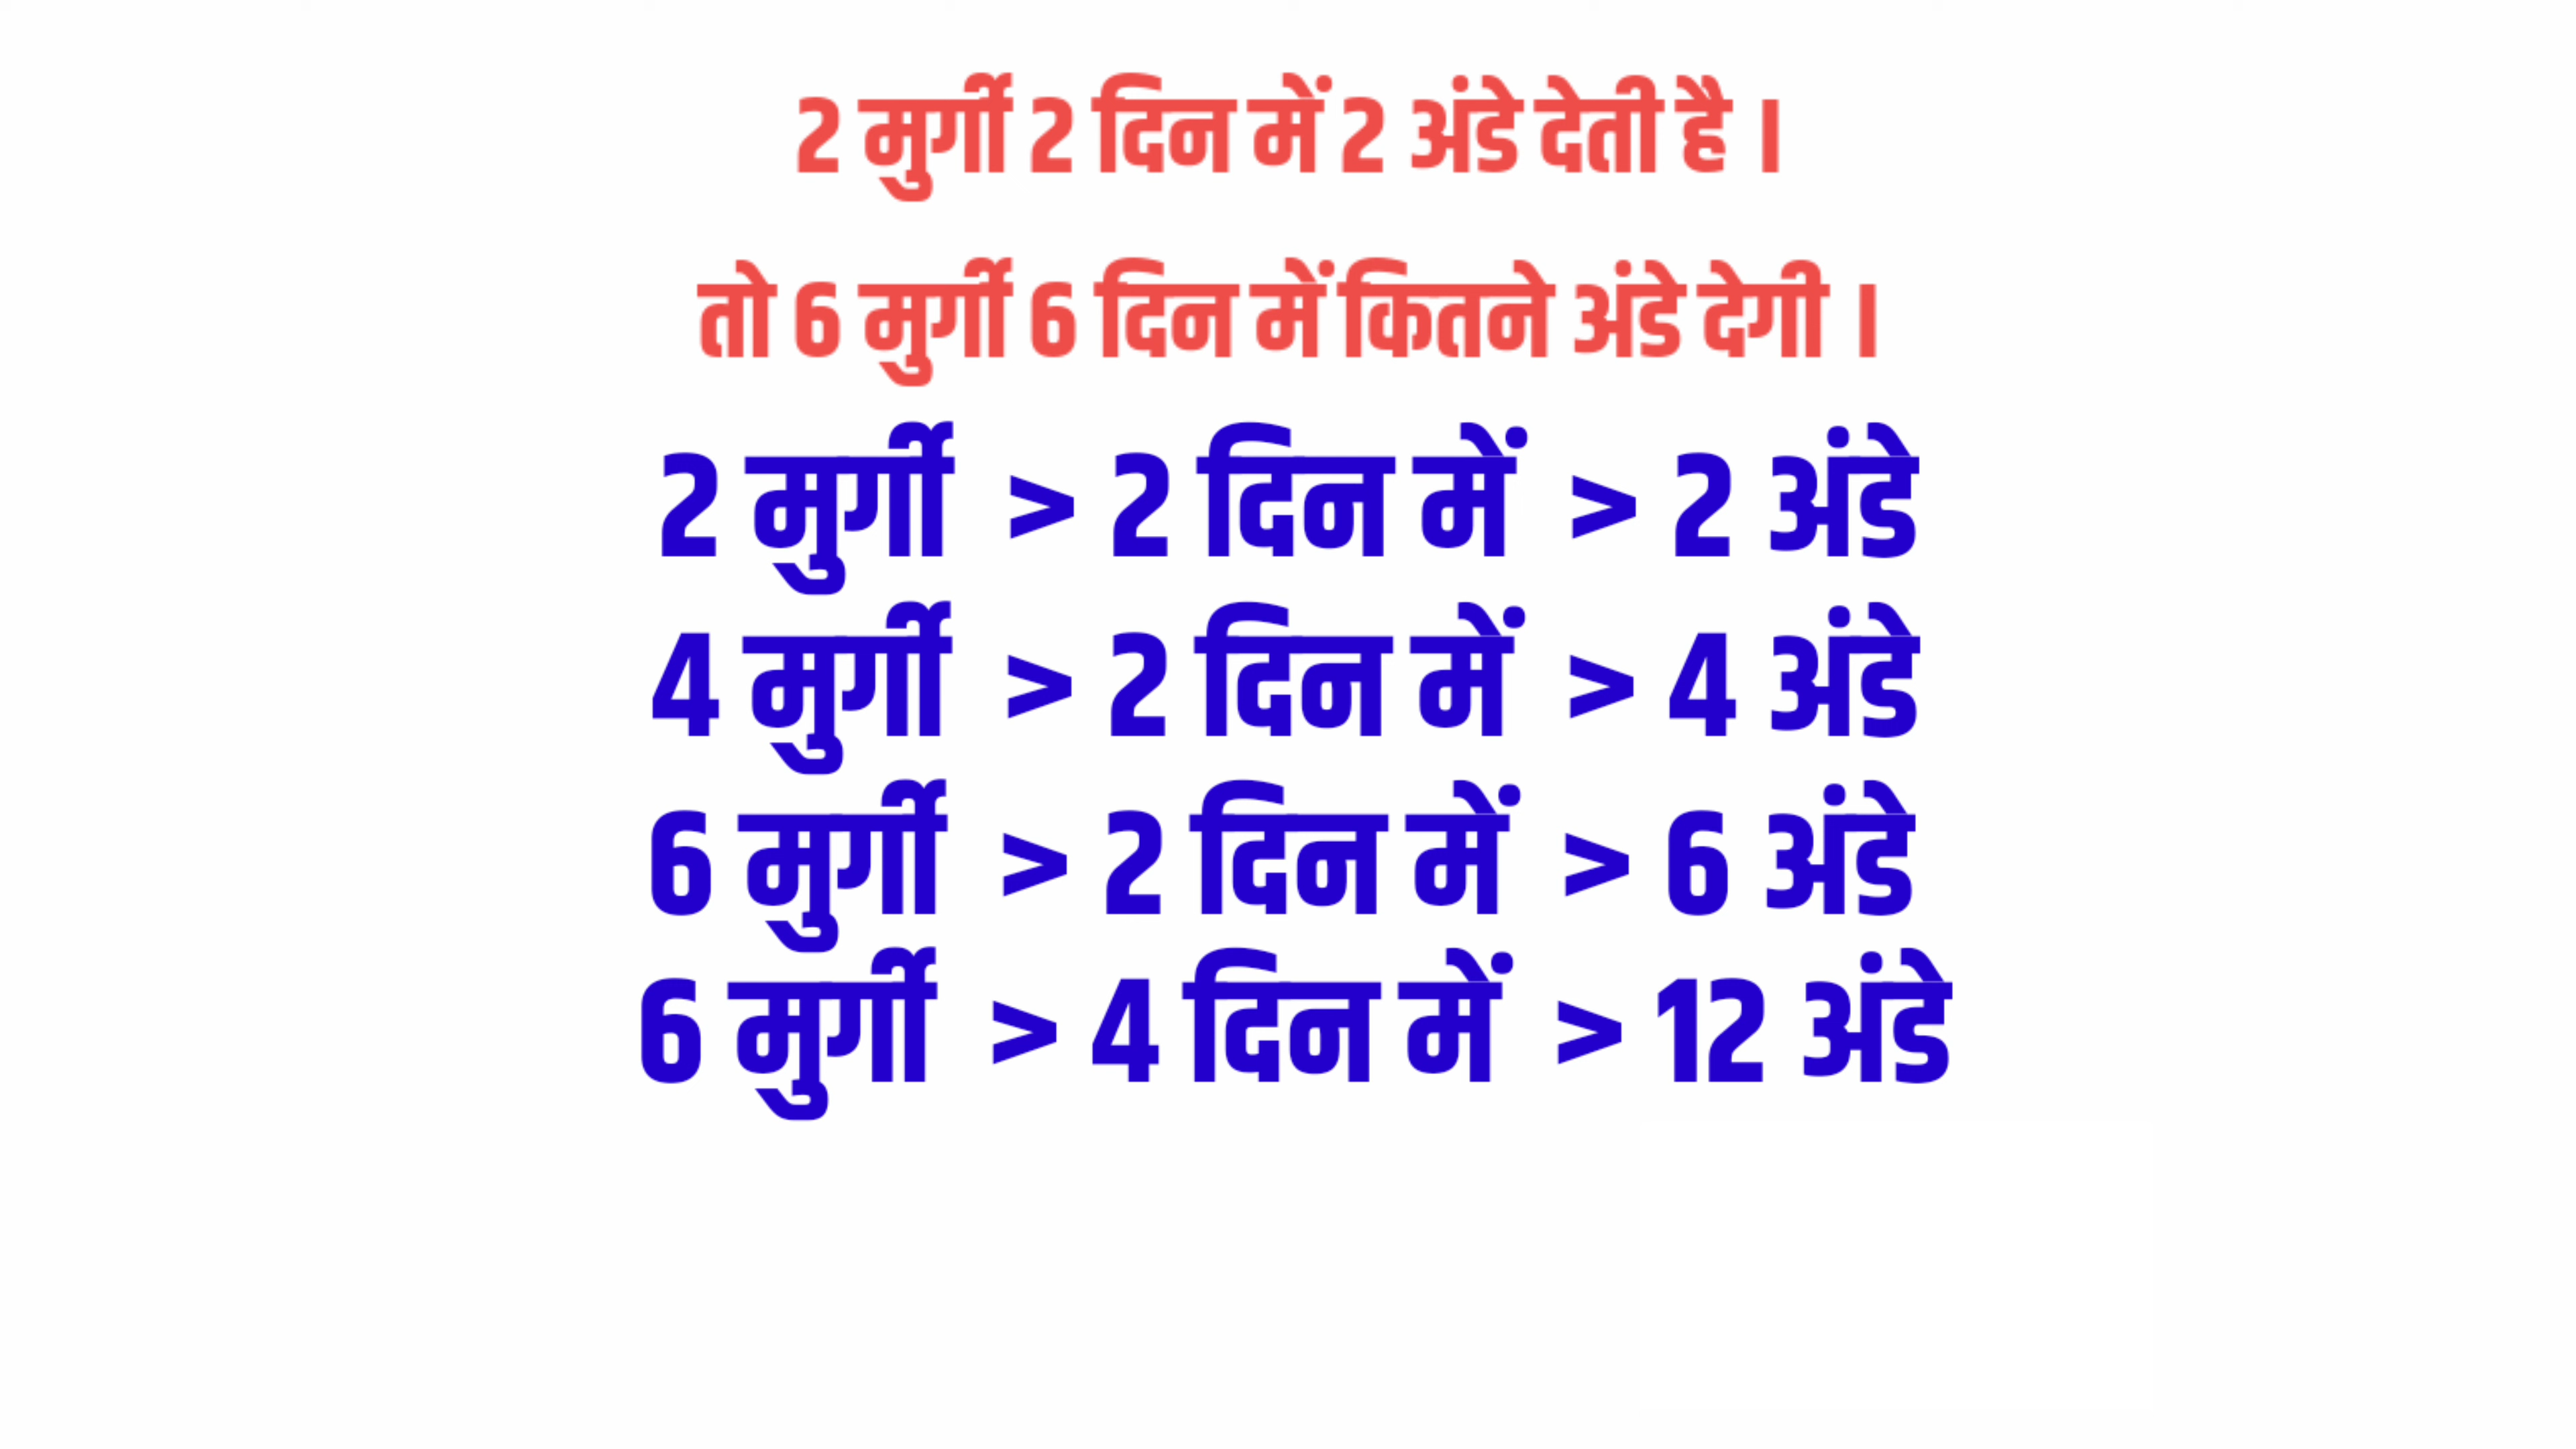 2 मुर्गी 2 दिन में 2 अंडे देती है ।
तो 6 मुर्गी 6 दिन में कितने अंडे देगी ।
2 मुर्गी > 2 दिन में > 2 अंडे
4 मुर्गी > 2 दिन में > 4 अंडे
6 मुर्गी > 2 दिन में > 6 अंडे
6 मुर्गी > 4 दिन में > 12 अंडे